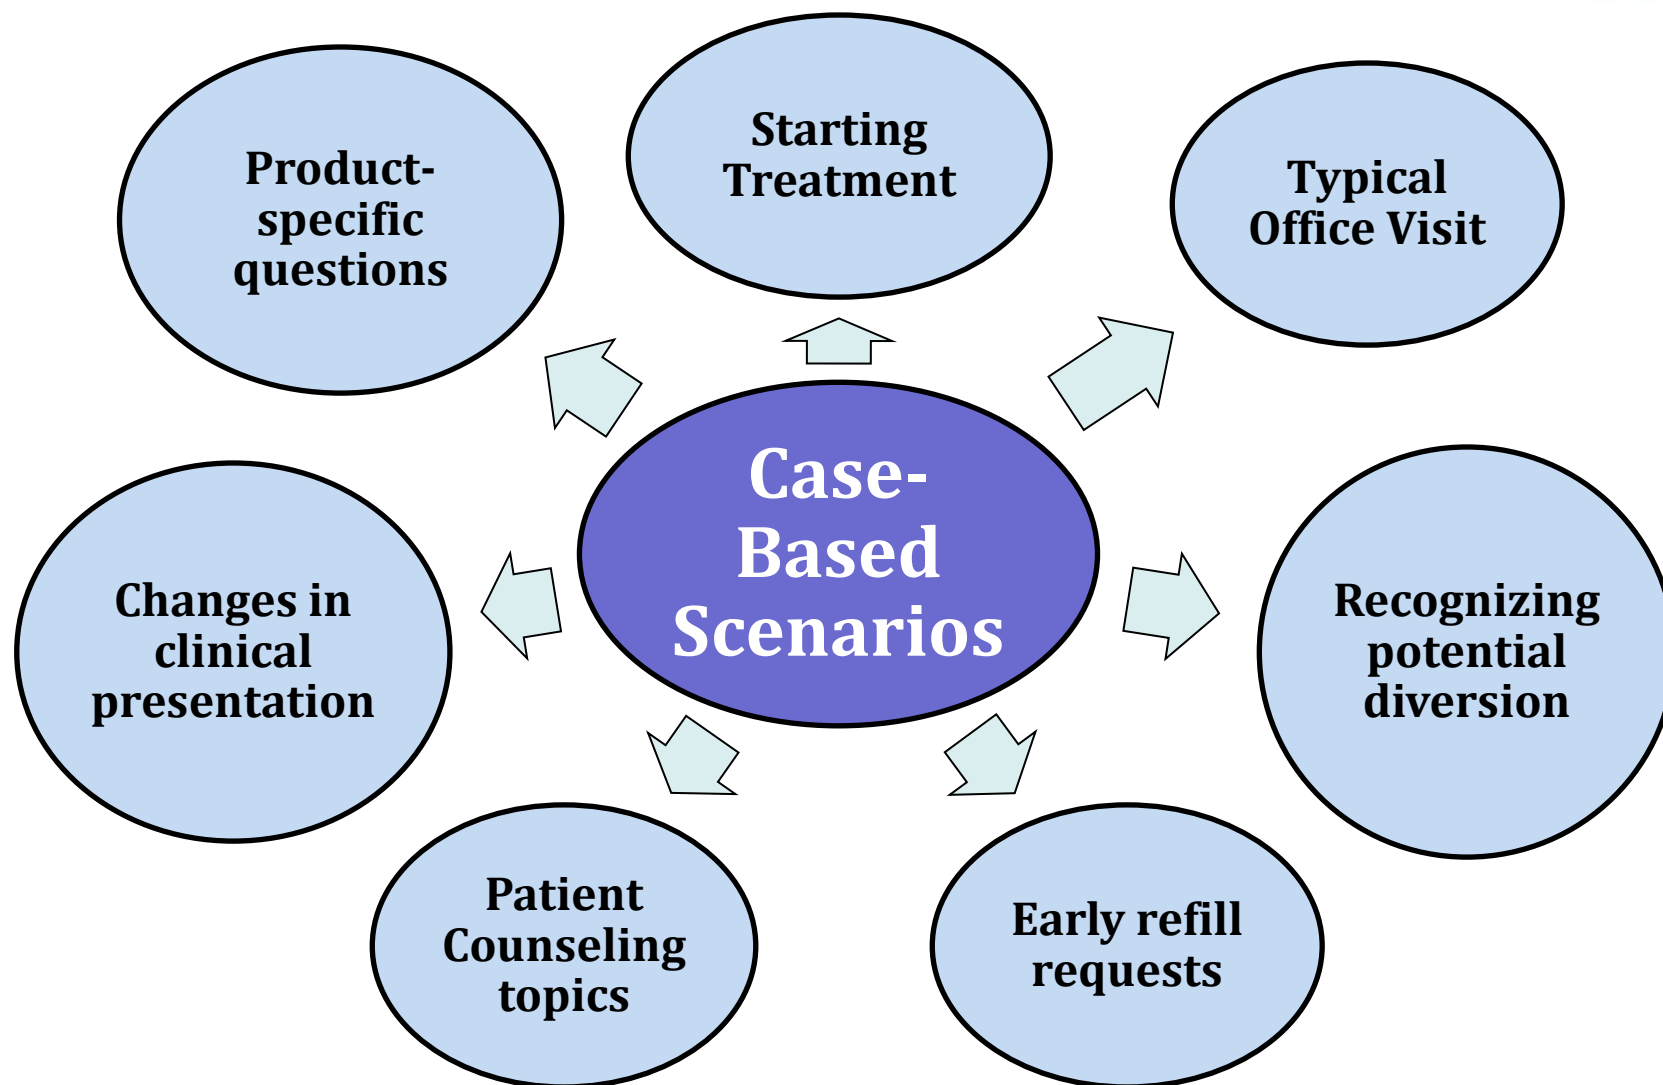 Starting
Treatment
Typical
Office Visit
Recognizing
potential
diversion
Early refill
requests
Patient
Counseling
topics
Changes in
clinical
presentation
Product-
specific
questions
Case-
Based
Scenarios